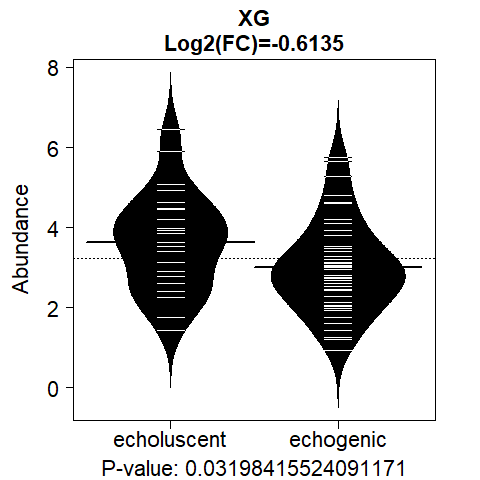 XG
Log2(FC)=-0.6135
8
6
4
2
0
Abundance
echoluscent echogenic
P-value: 0.03198415524091171